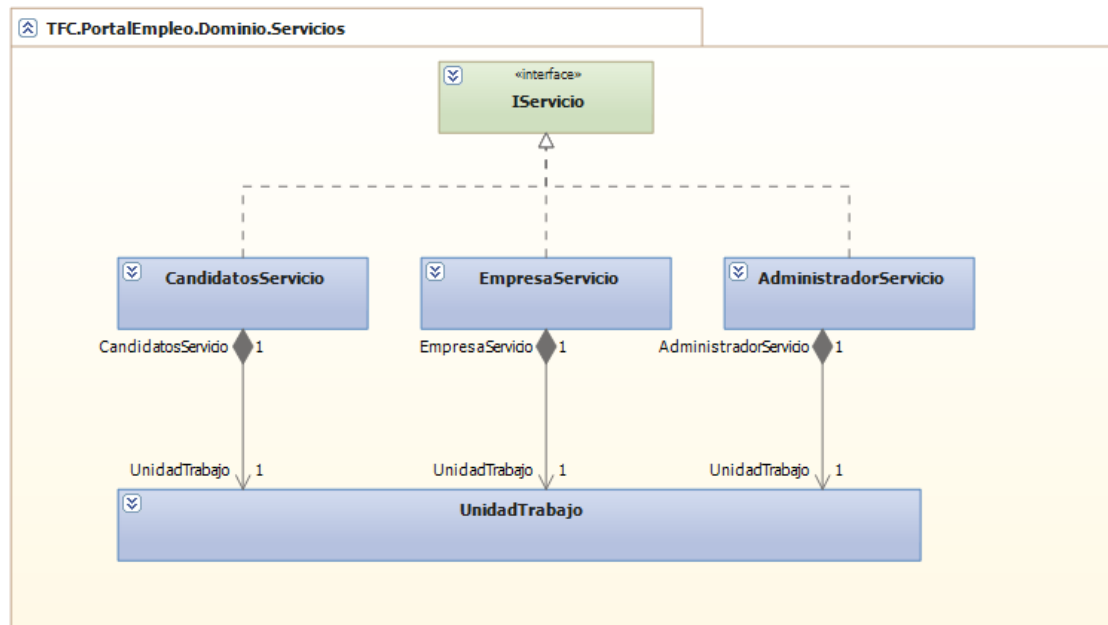 TFC.PortalEmpleo.Dominio.Servicios
«interface»
IServicio
CandidatosServicio
EmpresaServicio
AdministradorServicio
CandidatosServicio 1
EmpresaServicio 1
AdministradorServicio 1
UnidadTrabajo 1
UnidadTrabajo 1
UnidadTrabajo 1
UnidadTrabajo